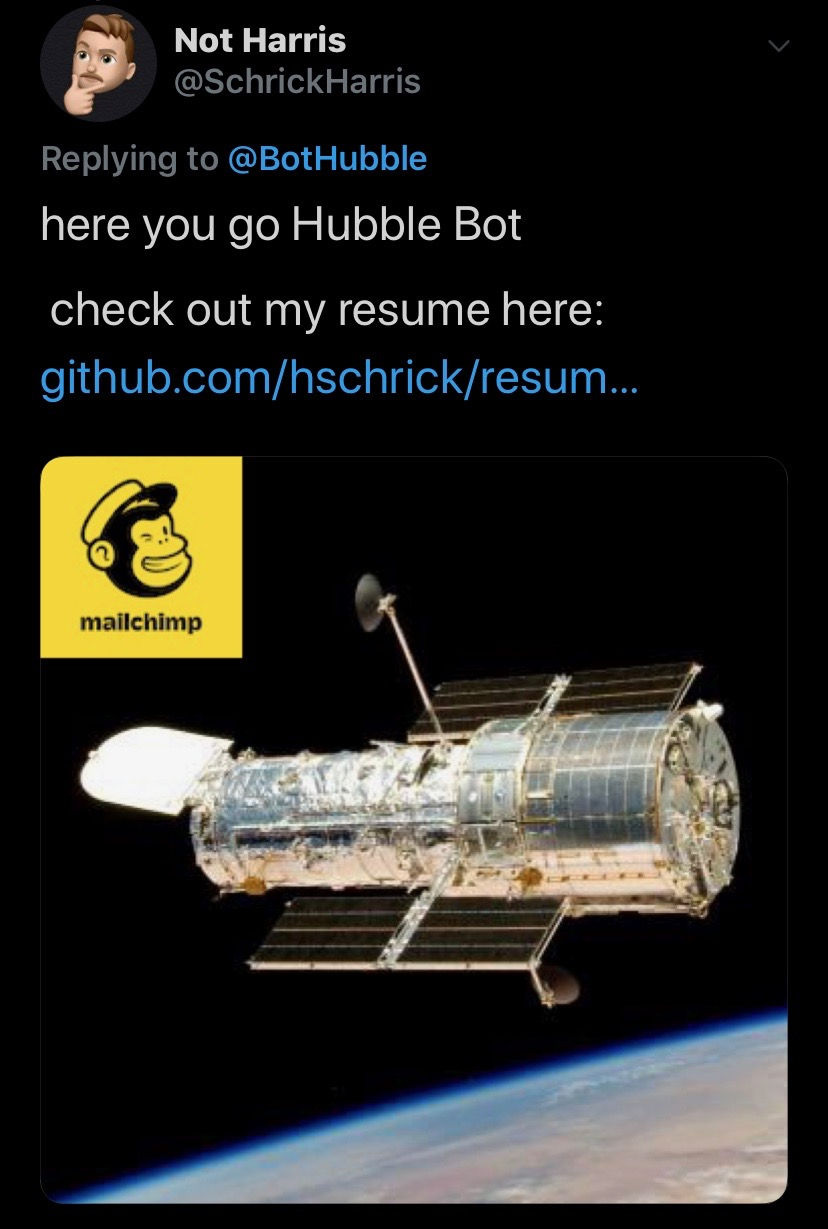 Not Harris
@SchrickHarris
Replying to @BotHubble
here you go Hubble Bot
check out my resume here:
github.com/hschrick/resum...
mailchimp